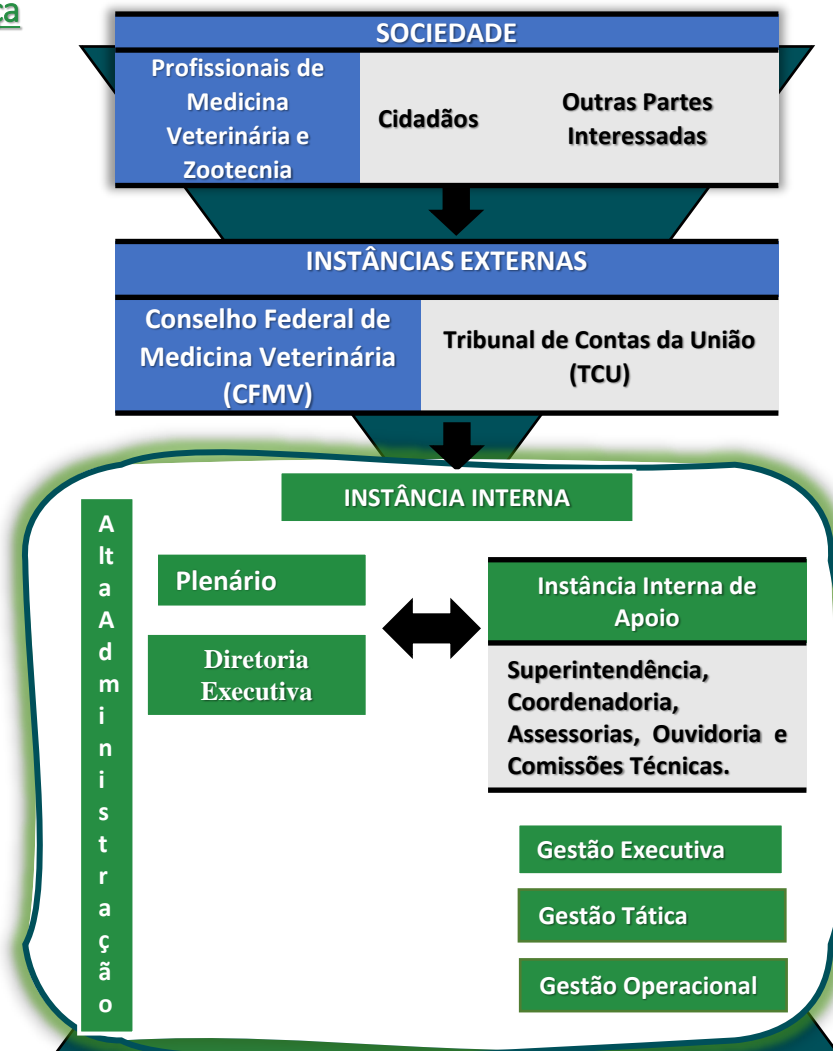 ça
SOCIEDADE
Profissionais de
Medicina
Veterinária e
Zootecnia
Cidadãos
Outras Partes
Interessadas
INSTÂNCIAS EXTERNAS
Conselho Federal de
Medicina Veterinária
(CFMV)
Tribunal de Contas da União
(TCU)
INSTÂNCIA INTERNA
A
lt
a
A
d
m
i
n
i
s
t
r
a
ç
ã
o
Plenário
Diretoria
Executiva
Instância Interna de
Apoio
Superintendência,
Coordenadoria,
Assessorias, Ouvidoria e
Comissões Técnicas.
Gestão Executiva
Gestão Tática
Gestão Operacional